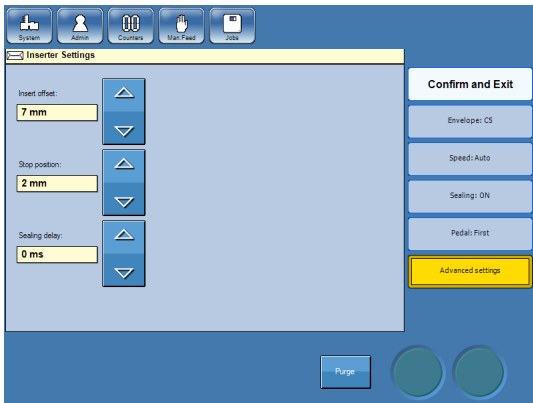 System
Admin
Counters
Man.Feed
Jobs
Inserter Settings
Insert offset:
7 mm
Stop position:
2 mm
Sealing delay:
0 ms
Confirm and Exit
Envelope: C5
Speed: Auto
Sealing: ON
Pedal: First
Advanced settings
Purge